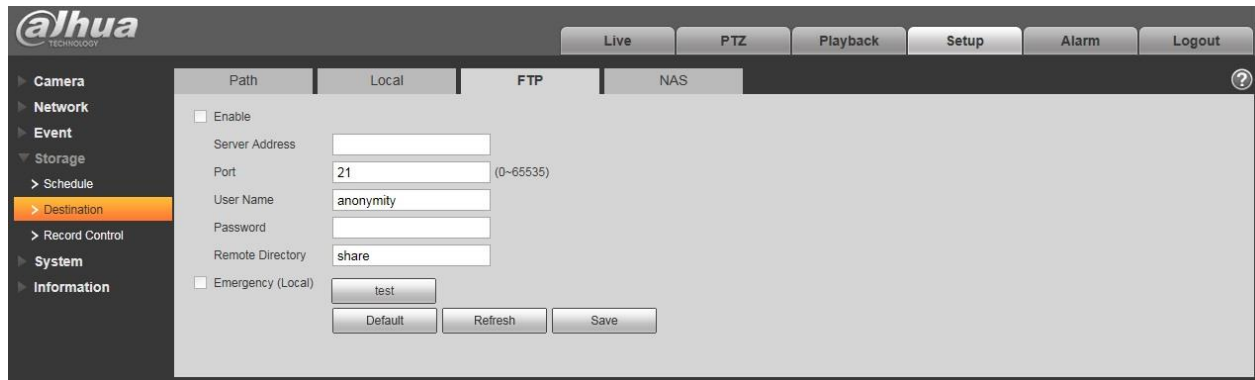 alhua
TECHNOLOGY
Live PTZ Playback Setup Alarm Logout
Camera
Network
Event
Storage
> Schedule
> Destination
> Record Control
System
Information
Path Local FTP NAS ?
Enable
Server Address
Port 21 (0~65535)
User Name anonymity
Password
Remote Directory share
Emergency (Local) test
Default Refresh Save